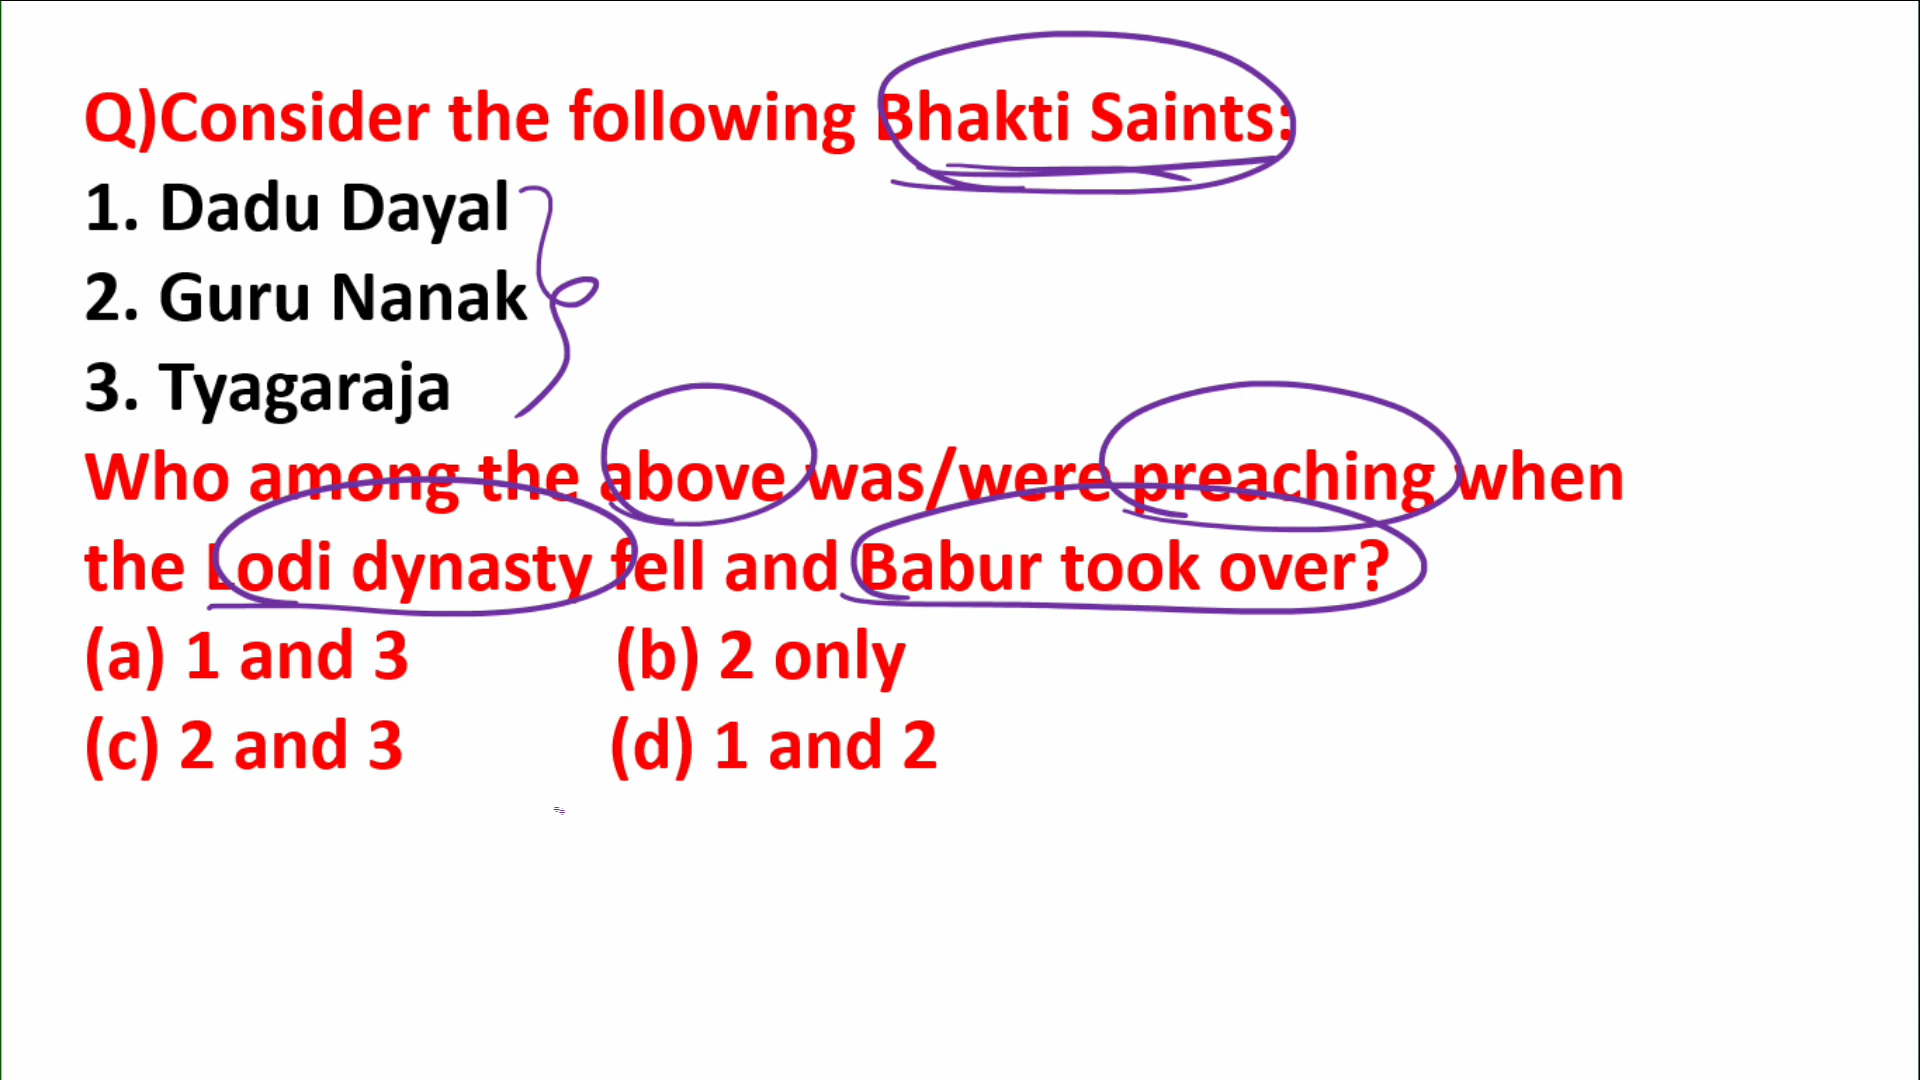 Q)Consider the following Bhakti Saints:
1. Dadu Dayal
2. Guru Nanak
3. Tyagaraja
Who among the above was/were preaching when
the Lodi dynasty fell and Babur took over?
(a) 1 and 3 (b) 2 only
(c) 2 and 3 (d) 1 and 2